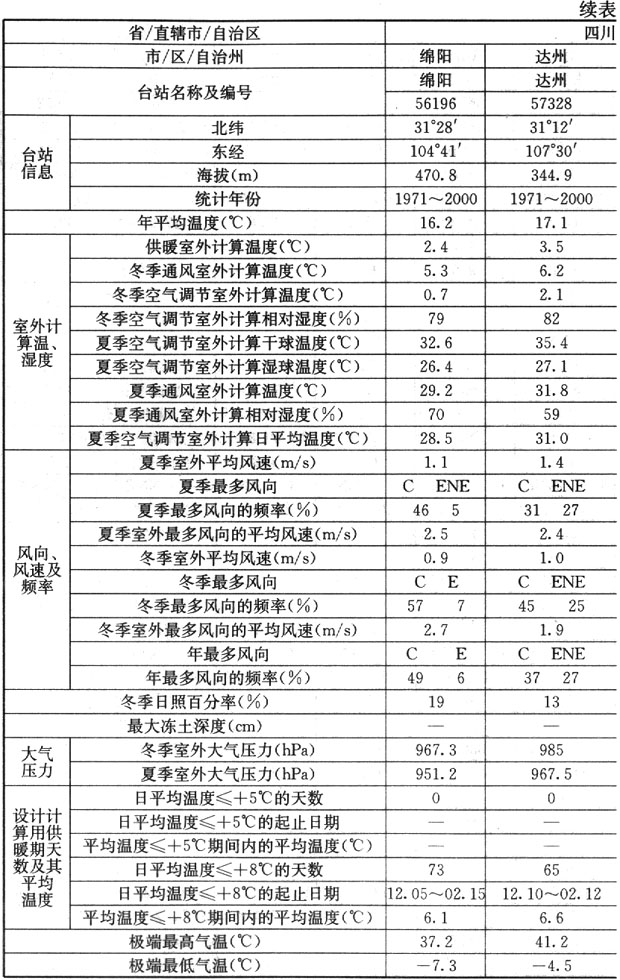 续表
省/直辖市/自治区 四川
市/区/自治州 绵阳 达州
台站名称及编号 绵阳 达州
56196 57328
台站信息 北纬 31°28′ 31°12′
东经 104°41′ 107°30′
海拔(m) 470.8 344.9
统计年份 1971～2000 1971～2000
年平均温度(℃) 16.2 17.1
室外计算温、湿度 供暖室外计算温度(℃) 2.4 3.5
冬季通风室外计算温度(℃) 5.3 6.2
冬季空气调节室外计算温度(℃) 0.7 2.1
冬季空气调节室外计算相对湿度(%) 79 82
夏季空气调节室外计算干球温度(℃) 32.6 35.4
夏季空气调节室外计算湿球温度(℃) 26.4 27.1
夏季通风室外计算温度(℃) 29.2 31.8
夏季通风室外计算相对湿度(%) 70 59
夏季空气调节室外计算日平均温度(℃) 28.5 31.0
风向、风速及频率 夏季室外平均风速(m/s) 1.1 1.4
夏季最多风向 C ENE C ENE
夏季最多风向的频率(%) 46 5 31 27
夏季室外最多风向的平均风速(m/s) 2.5 2.4
冬季室外平均风速(m/s) 0.9 1.0
冬季最多风向 C E C ENE
冬季最多风向的频率(%) 57 7 45 25
冬季室外最多风向的平均风速(m/s) 2.7 1.9
年最多风向 C E C ENE
年最多风向的频率(%) 49 6 37 27
冬季日照百分率(%) 19 13
最大冻土深度(cm) — —
大气压力 冬季室外大气压力(hPa) 967.3 985
夏季室外大气压力(hPa) 951.2 967.5
设计计算用供暖期天数及其平均温度 日平均温度≤+5℃的天数 0 0
日平均温度≤+5℃的起止日期 — —
平均温度≤+5℃期间内的平均温度(℃) — —
日平均温度≤+8℃的天数 73 65
日平均温度≤+8℃的起止日期 12.05～02.15 12.10～02.12
平均温度≤+8℃期间内的平均温度(℃) 6.1 6.6
极端最高气温(℃) 37.2 41.2
极端最低气温(℃) −7.3 −4.5